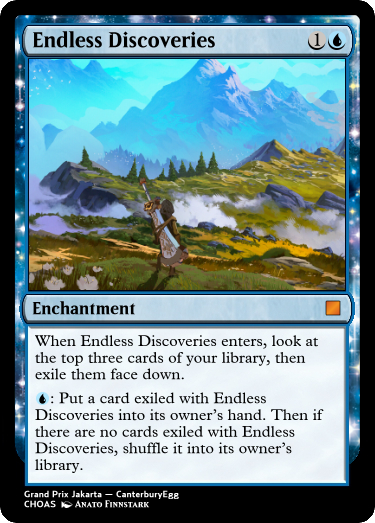 Endless Discoveries 1
Enchantment
When Endless Discoveries enters, look at
the top three cards of your library, then
exile them face down.
: Put a card exiled with Endless
Discoveries into its owner's hand. Then if
there are no cards exiled with Endless
Discoveries, shuffle it into its owner's
library.
Grand Prix Jakarta — CanterburyEgg
CHOAS Anato Finnstark